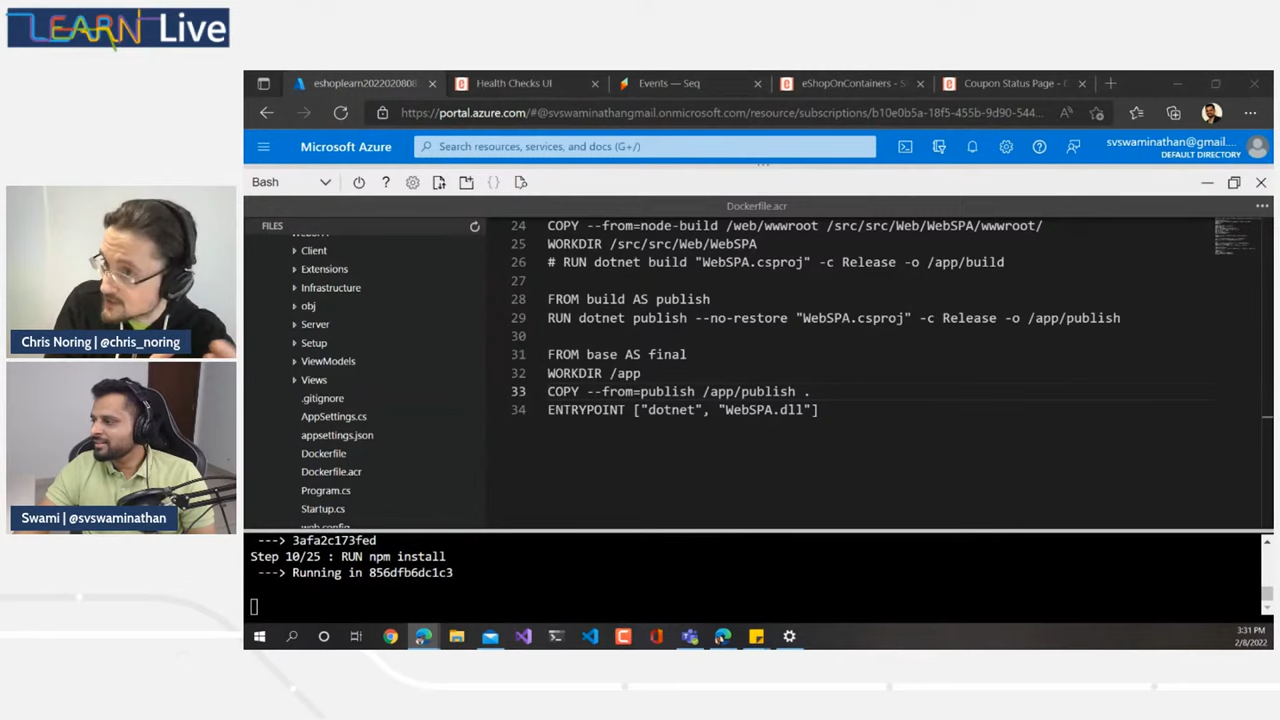 LEARN Live
eshoplearn2022020808
Health Checks UI
Events — Seq
eShopOnContainers - S
Coupon Status Page - C
https://portal.azure.com/#@svswaminathangmail.onmicrosoft.com/resource/subscriptions/b10e0b5a-18f5-455b-9d90-544...
Microsoft Azure
Search resources, services, and docs (G+/)
svswaminathan@gmail....
DEFAULT DIRECTORY
Bash
Dockerfile.acr
FILES
Client
Extensions
Infrastructure
obj
Server
Setup
ViewModels
Views
.gitignore
AppSettings.cs
appsettings.json
Dockerfile
Dockerfile.acr
Program.cs
Startup.cs
web.config
24 COPY --from=node-build /web/wwwroot /src/src/Web/WebSPA/wwwroot/
25 WORKDIR /src/src/Web/WebSPA
26 # RUN dotnet build "WebSPA.csproj" -c Release -o /app/build
27
28 FROM build AS publish
29 RUN dotnet publish --no-restore "WebSPA.csproj" -c Release -o /app/publish
30
31 FROM base AS final
32 WORKDIR /app
33 COPY --from=publish /app/publish .
34 ENTRYPOINT ["dotnet", "WebSPA.dll"]
---> 3afa2c173fed
Step 10/25 : RUN npm install
---> Running in 856dfb6dc1c3
3:31 PM
2/8/2022
Chris Noring | @chris_noring
Swami | @svswaminathan